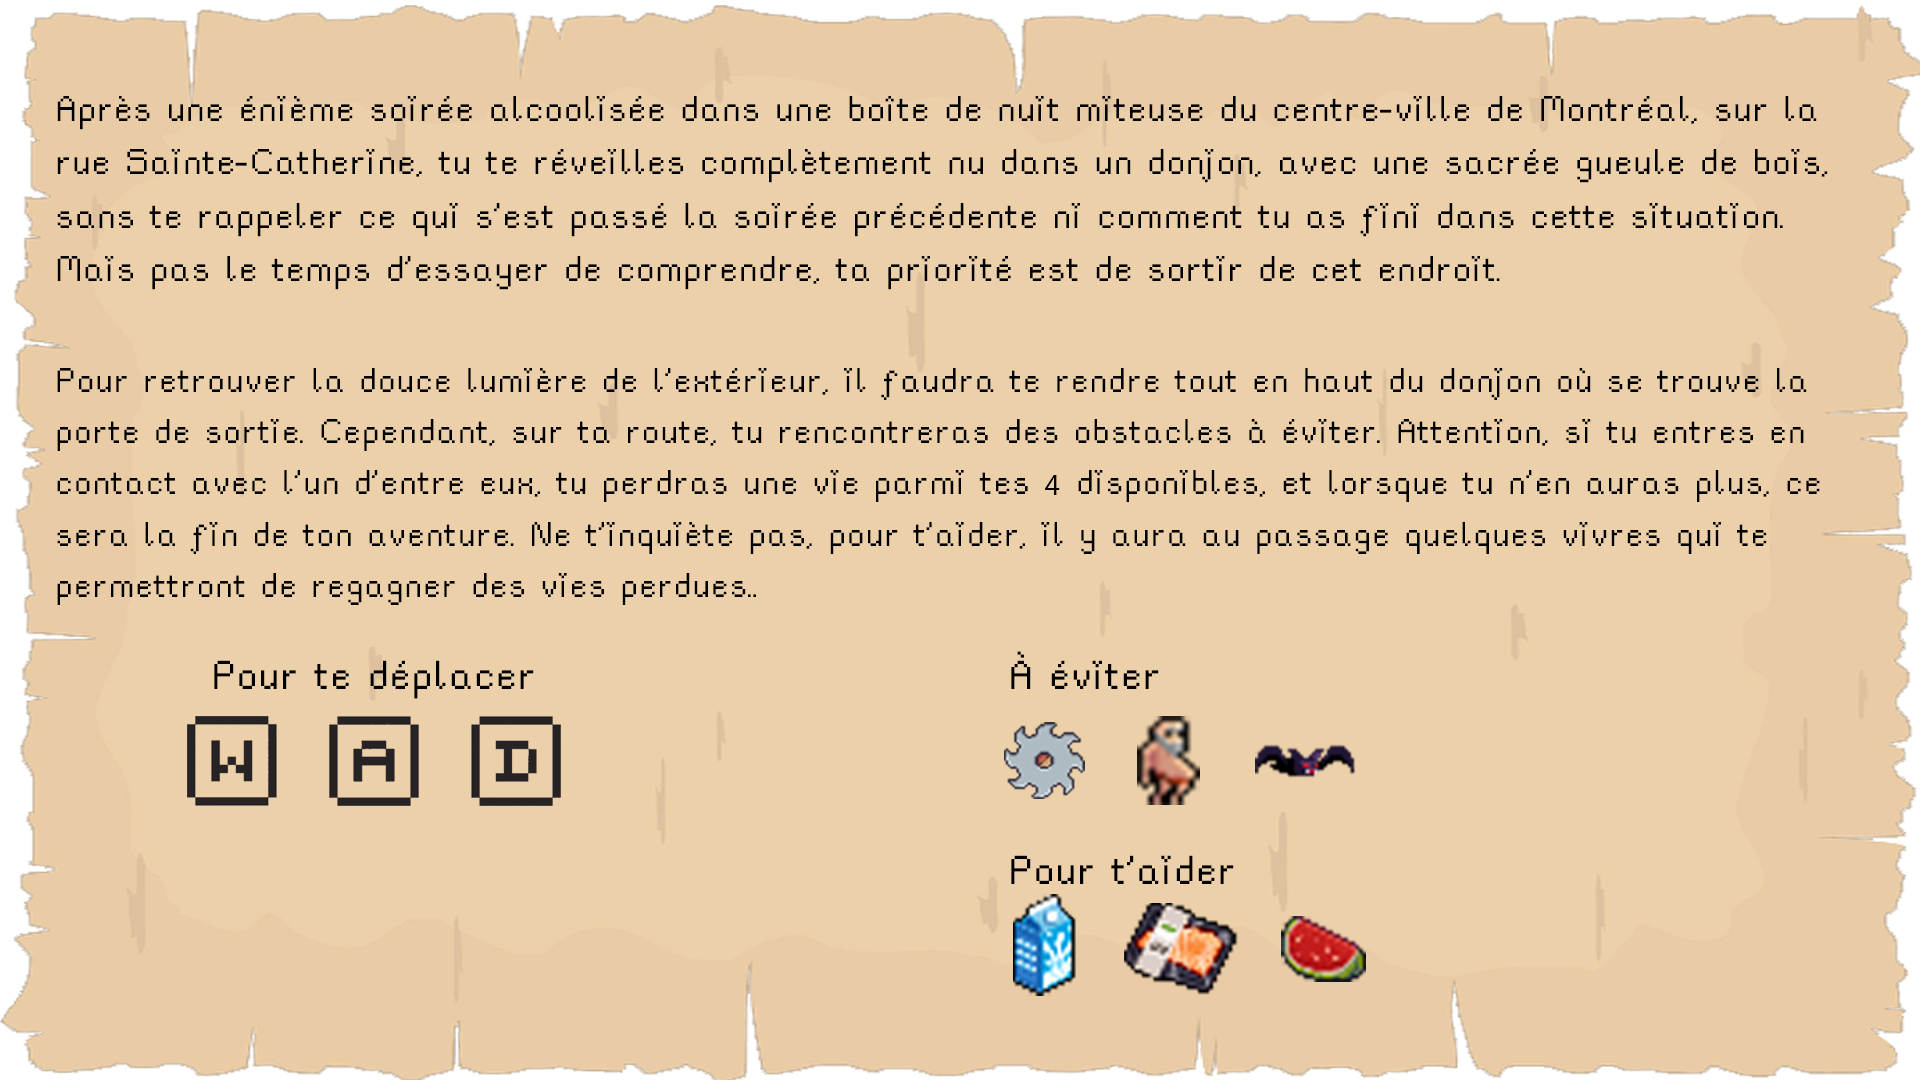 Après une énième soirée alcoolisée dans une boîte de nuit miteuse du centre-ville de Montréal, sur la
rue Sainte-Catherine, tu te réveilles complètement nu dans un donjon, avec une sacrée gueule de bois,
sans te rappeler ce qui s'est passé la soirée précédente ni comment tu as fini dans cette situation.
Mais pas le temps d'essayer de comprendre, ta priorité est de sortir de cet endroit.
Pour retrouver la douce lumière de l'extérieur, il faudra te rendre tout en haut du donjon où se trouve la
porte de sortie. Cependant, sur ta route, tu rencontreras des obstacles à éviter. Attention, si tu entres en
contact avec l'un d'entre eux, tu perdras une vie parmi tes 4 disponibles, et lorsque tu n'en auras plus, ce
sera la fin de ton aventure. Ne t'inquiète pas, pour t'aider, il y aura au passage quelques vivres qui te
permettront de regagner des vies perdues..
Pour te déplacer
W A D
À éviter
Pour t'aider